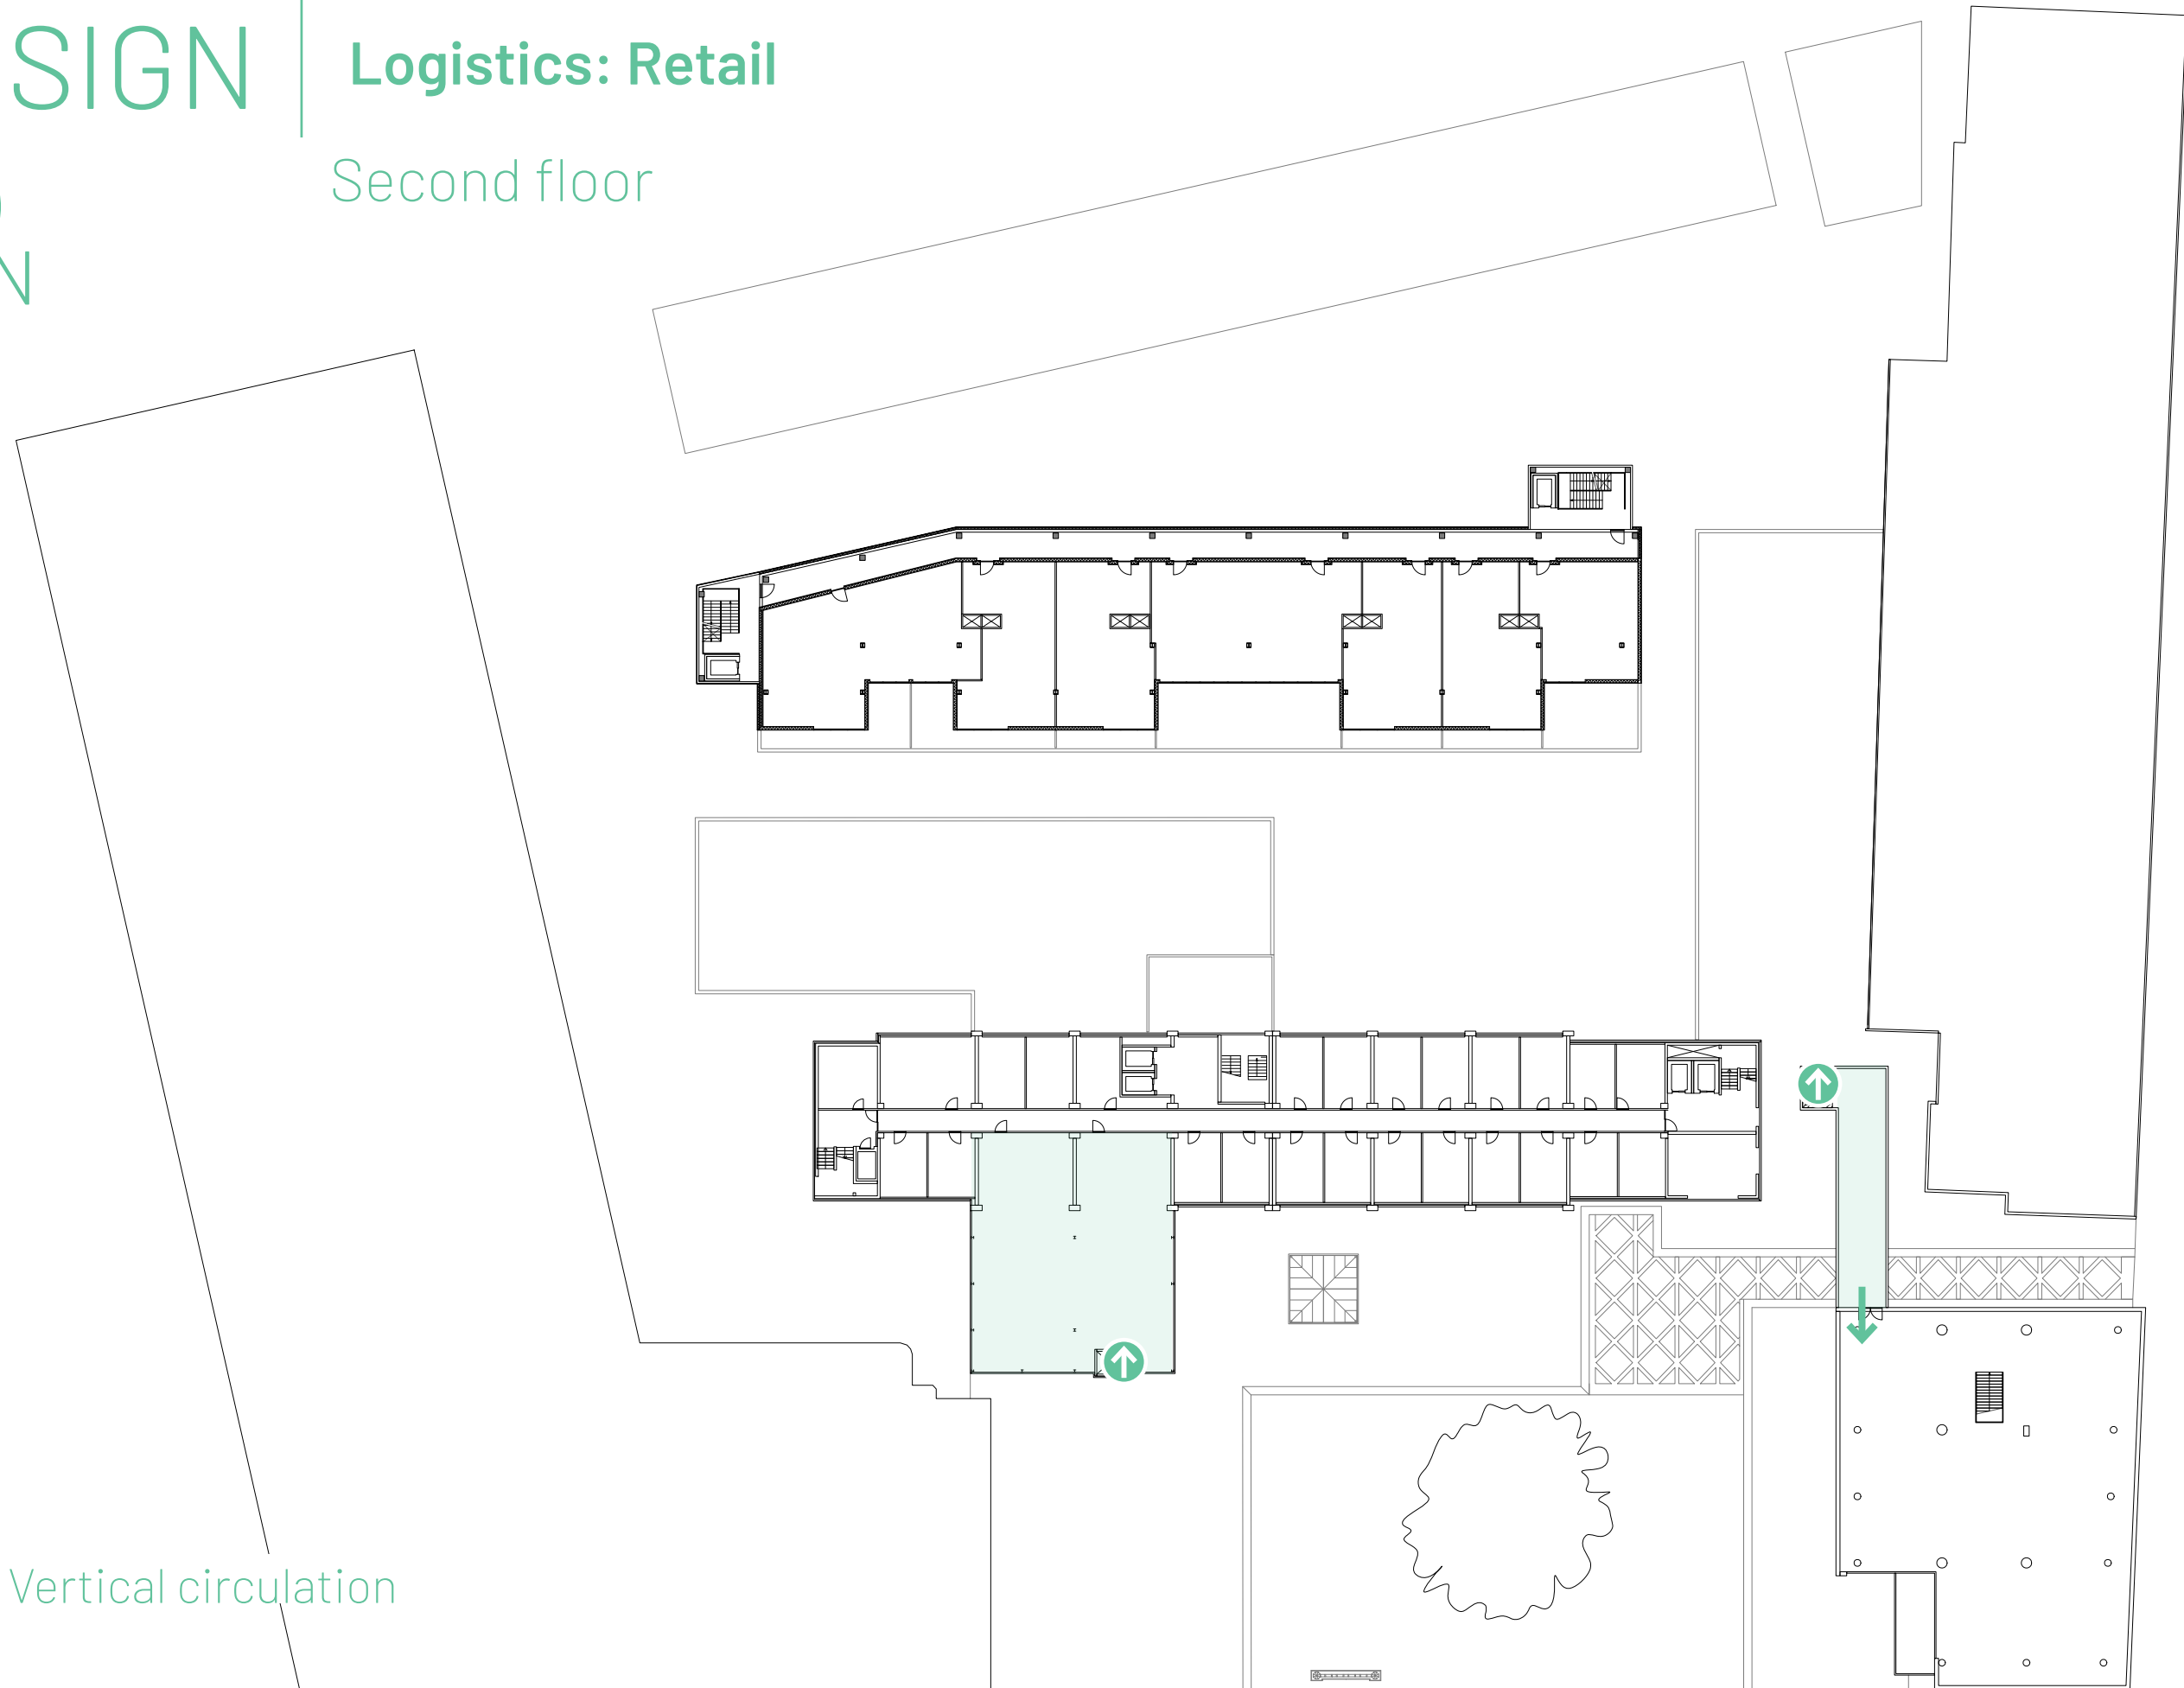 SIGN
Logistics: Retail
Second floor
N
Vertical circulation